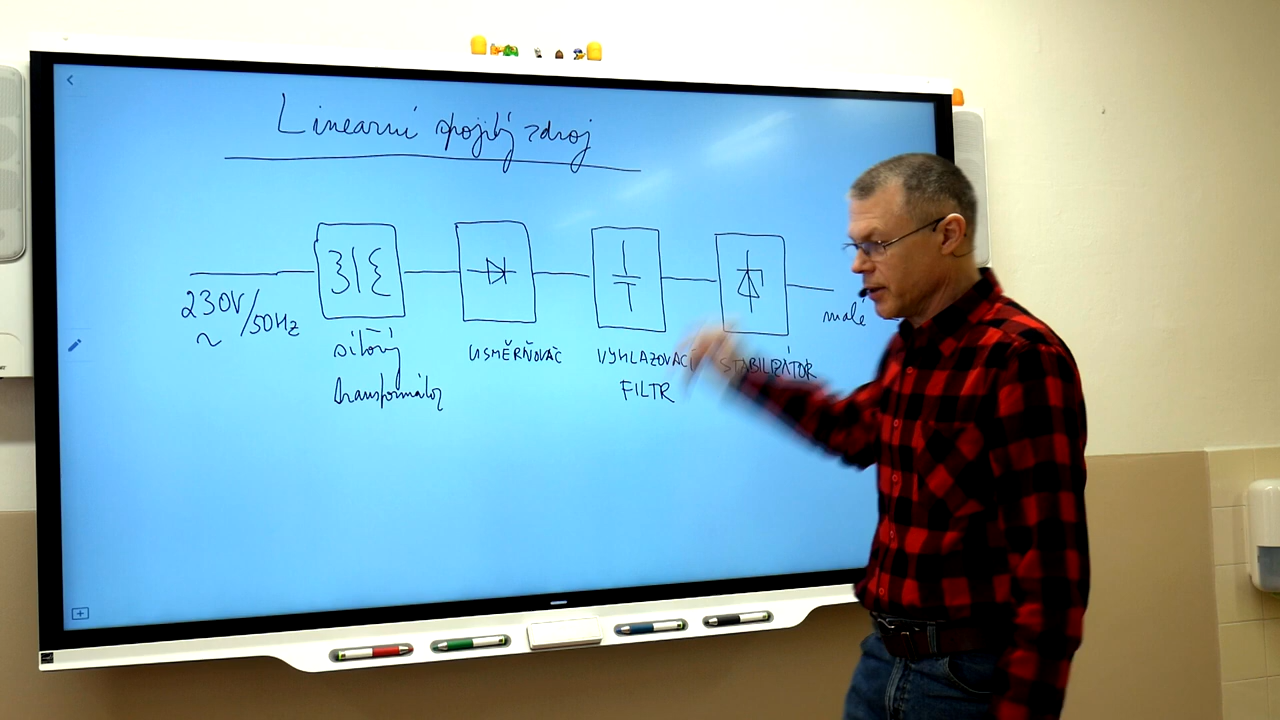 Lineární spojitý zdroj
230V/50Hz
~
malé
síťový
transformátor
USMĚRŇOVAČ
VYHLAZOVACÍ
FILTR
STABILIZÁTOR